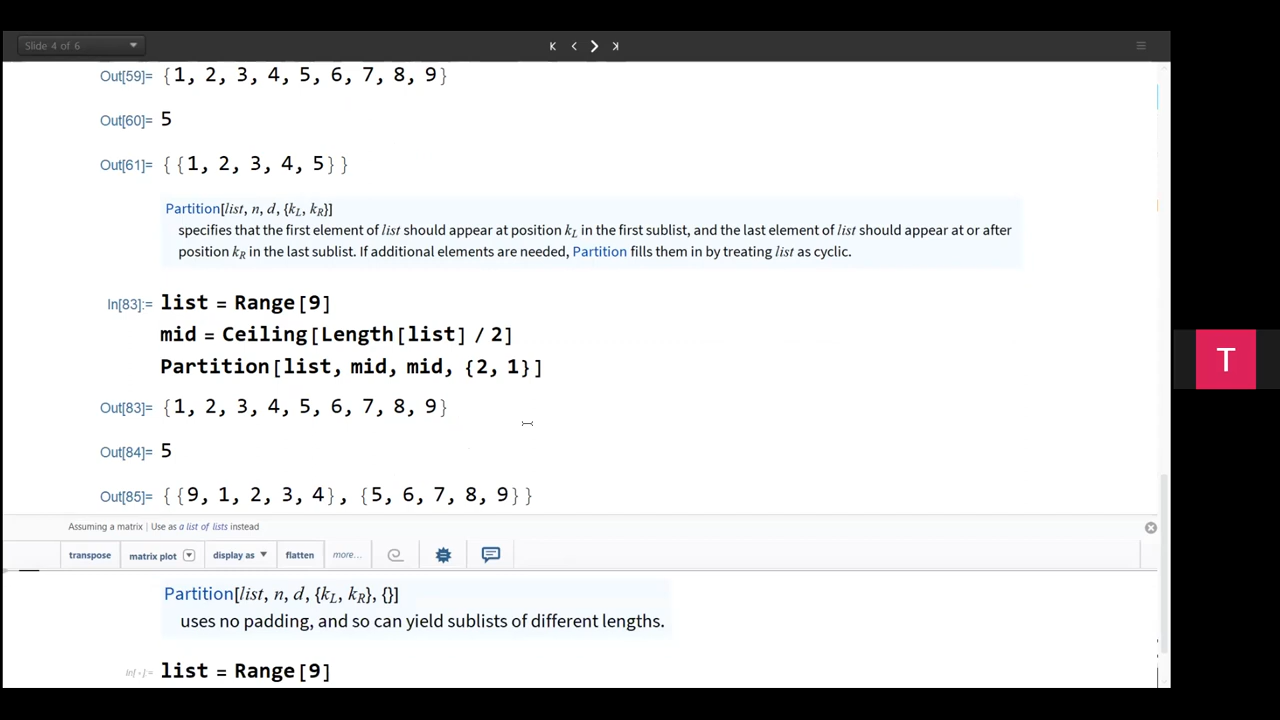 Slide 4 of 6
Out[59]= {1, 2, 3, 4, 5, 6, 7, 8, 9}
Out[60]= 5
Out[61]= {{1, 2, 3, 4, 5}}
Partition[list, n, d, {kL, kR}]
specifies that the first element of list should appear at position kL in the first sublist, and the last element of list should appear at or after
position kR in the last sublist. If additional elements are needed, Partition fills them in by treating list as cyclic.
In[83]:= list = Range[9]
mid = Ceiling[Length[list] / 2]
Partition[list, mid, mid, {2, 1}]
Out[83]= {1, 2, 3, 4, 5, 6, 7, 8, 9}
T
Out[84]= 5
Out[85]= {{9, 1, 2, 3, 4}, {5, 6, 7, 8, 9}}
Assuming a matrix | Use as a list of lists instead
transpose matrix plot display as flatten more...
Partition[list, n, d, {kL, kR}, {}]
uses no padding, and so can yield sublists of different lengths.
In[·]:= list = Range[9]